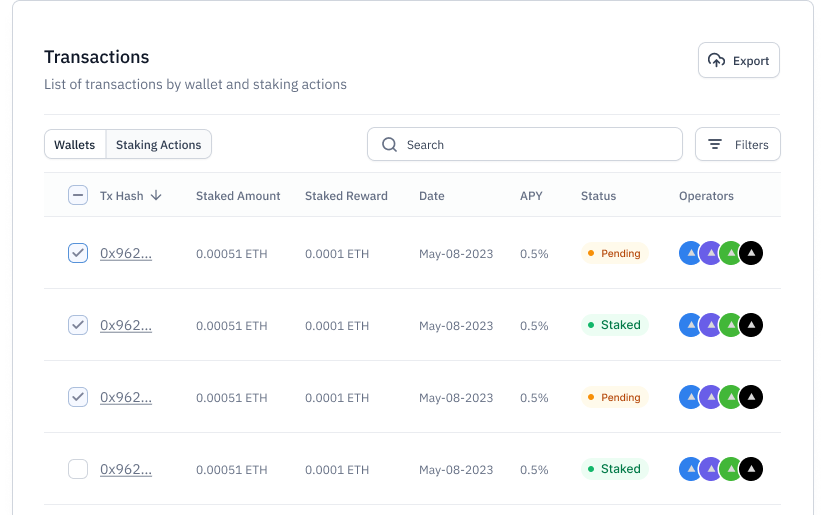 Transactions
Export
List of transactions by wallet and staking actions
Wallets Staking Actions Search Filters
Tx Hash Staked Amount Staked Reward Date APY Status Operators
0x962... 0.00051 ETH 0.0001 ETH May-08-2023 0.5% Pending
0x962... 0.00051 ETH 0.0001 ETH May-08-2023 0.5% Staked
0x962... 0.00051 ETH 0.0001 ETH May-08-2023 0.5% Pending
0x962... 0.00051 ETH 0.0001 ETH May-08-2023 0.5% Staked